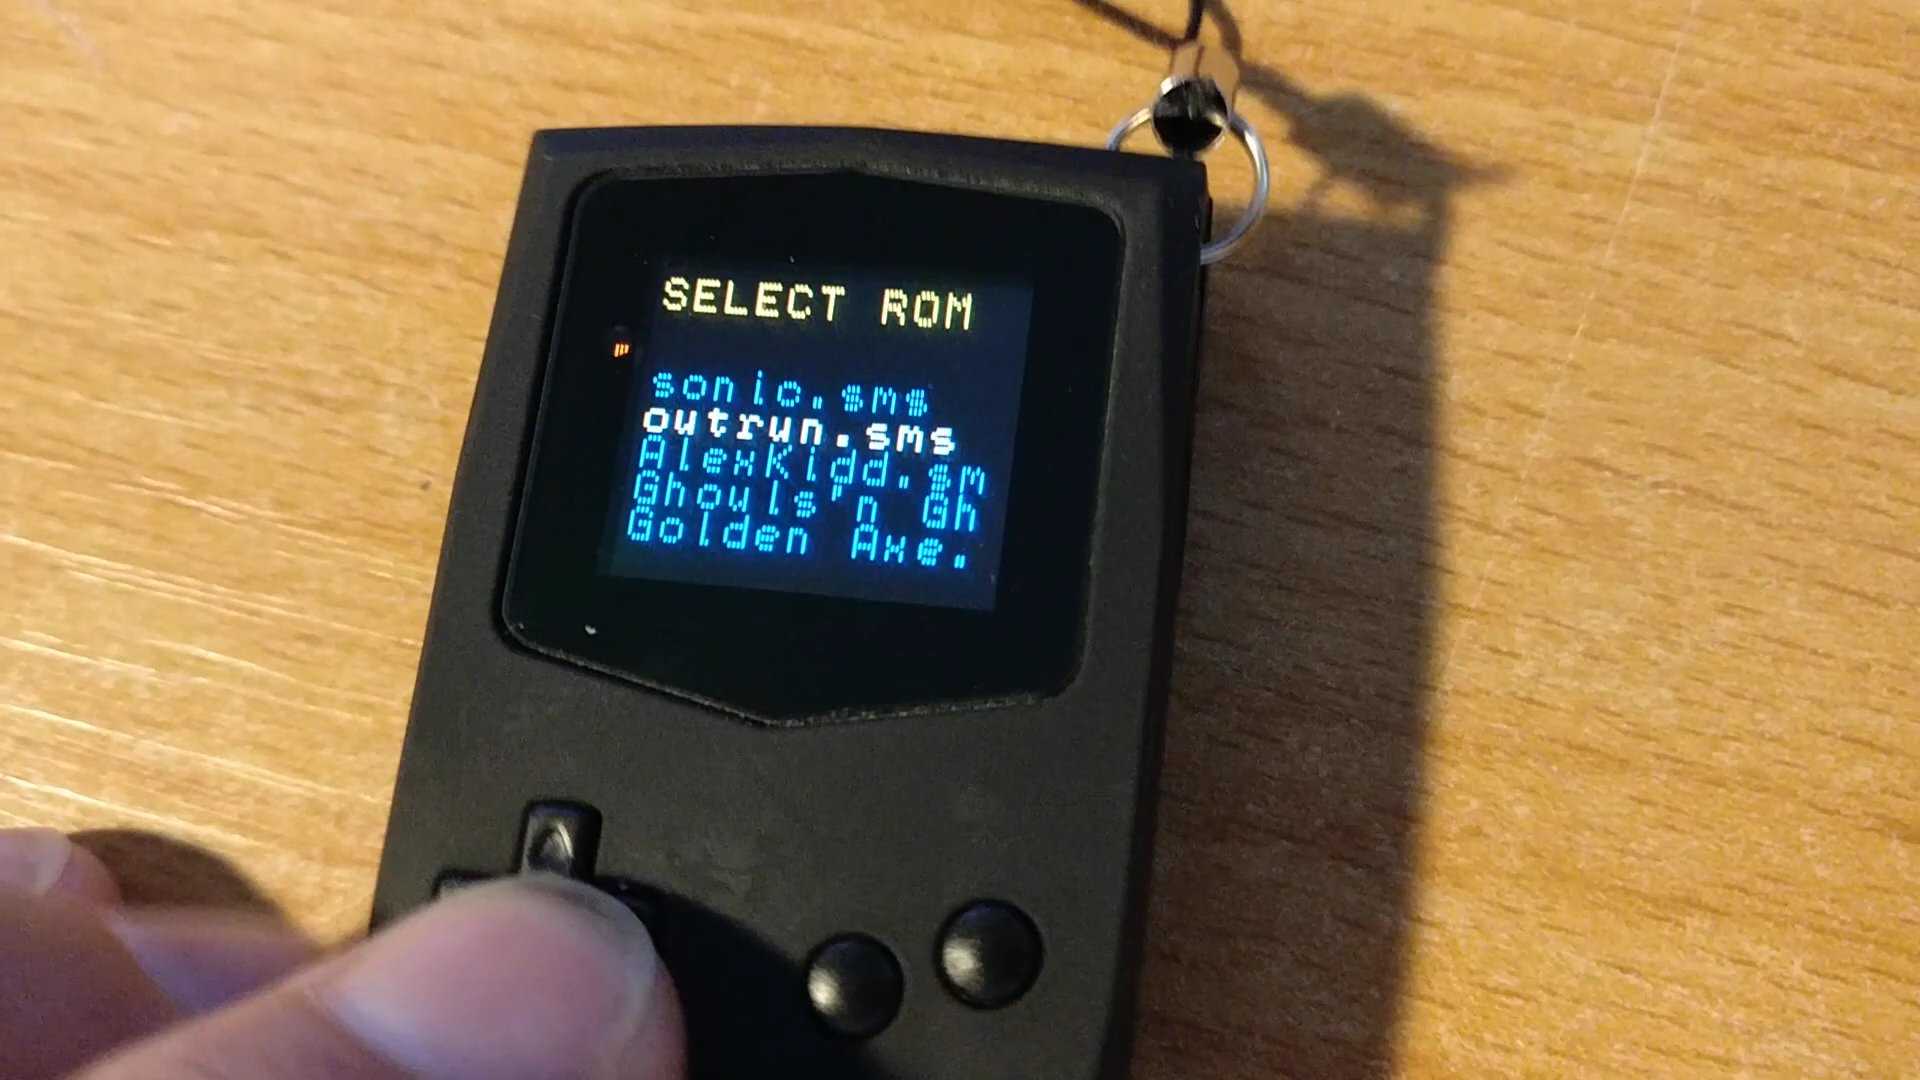 SELECT ROM
sonic.sms
outrun.sms
AlexKidd.sm
Ghouls'n Gh
Golden Axe.